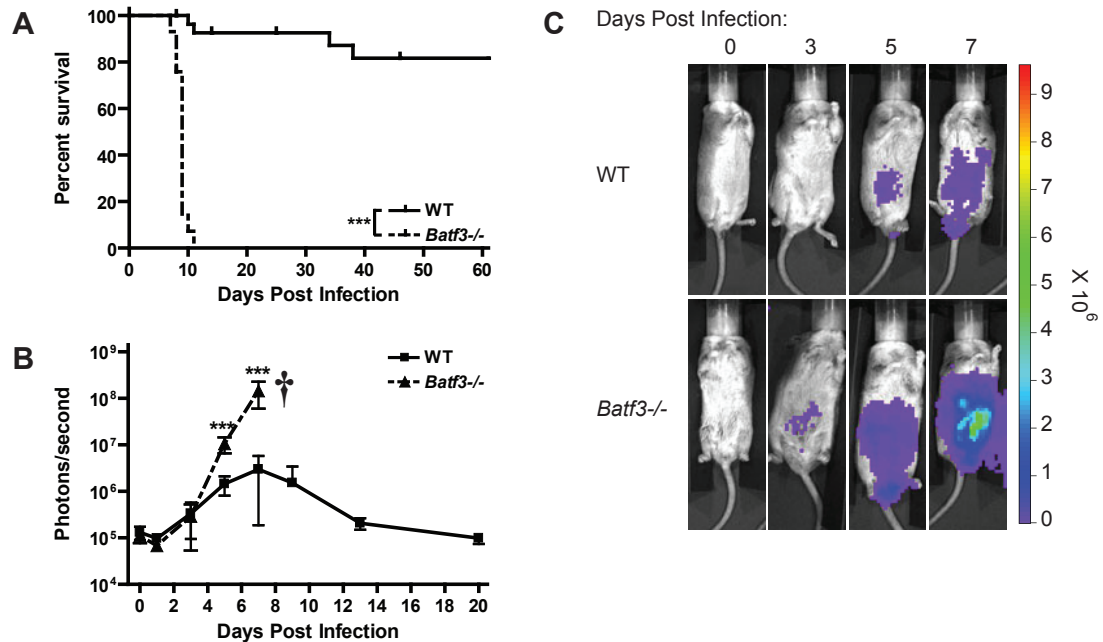 A
100
80
60
40
20
0
Percent survival
0 10 20 30 40 50 60
Days Post Infection
***
WT
Batf3-/-
B
10⁹
10⁸
10⁷
10⁶
10⁵
10⁴
Photons/second
0 2 4 6 8 10 12 14 16 18 20
Days Post Infection
WT
Batf3-/-
***
***
†
C
Days Post Infection:
0 3 5 7
WT
Batf3-/-
9
8
7
6
5
4
3
2
1
0
X 10⁶